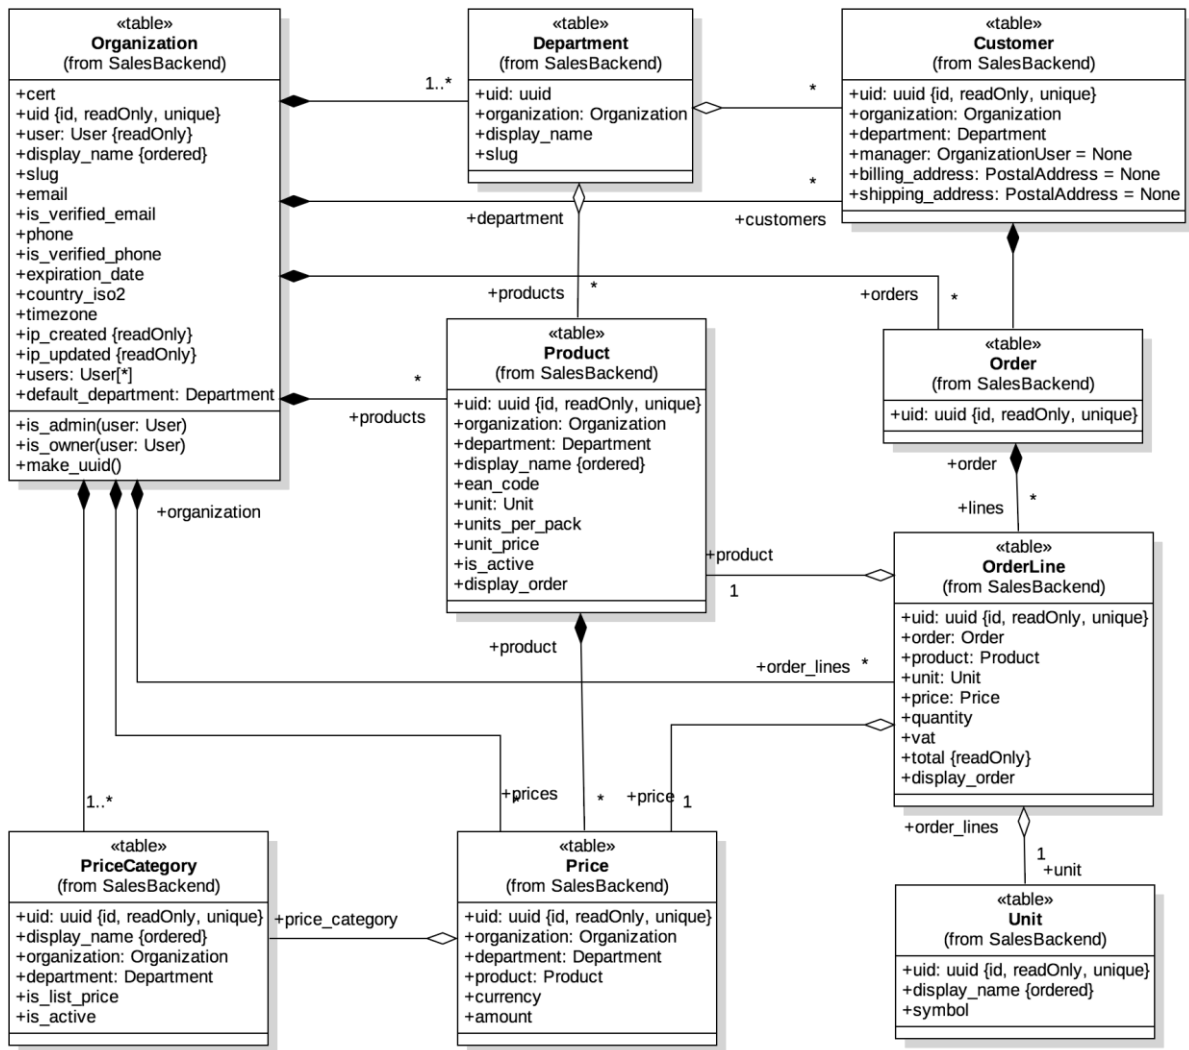 «table»
Organization
(from SalesBackend)
+cert
+uid {id, readOnly, unique}
+user: User {readOnly}
+display_name {ordered}
+slug
+email
+is_verified_email
+phone
+is_verified_phone
+expiration_date
+country_iso2
+timezone
+ip_created {readOnly}
+ip_updated {readOnly}
+users: User[*]
+default_department: Department
+is_admin(user: User)
+is_owner(user: User)
+make_uuid()
1..*
«table»
Department
(from SalesBackend)
+uid: uuid
+organization: Organization
+display_name
+slug
*
«table»
Customer
(from SalesBackend)
+uid: uuid {id, readOnly, unique}
+organization: Organization
+department: Department
+manager: OrganizationUser = None
+billing_address: PostalAddress = None
+shipping_address: PostalAddress = None
*
+customers
+department
+products
*
+orders
*
*
+products
«table»
Product
(from SalesBackend)
+uid: uuid {id, readOnly, unique}
+organization: Organization
+department: Department
+display_name {ordered}
+ean_code
+unit: Unit
+units_per_pack
+unit_price
+is_active
+display_order
«table»
Order
(from SalesBackend)
+uid: uuid {id, readOnly, unique}
+order
*
+lines
+organization
+product
1
«table»
OrderLine
(from SalesBackend)
+uid: uuid {id, readOnly, unique}
+order: Order
+product: Product
+unit: Unit
+price: Price
+quantity
+vat
+total {readOnly}
+display_order
+product
+order_lines *
1..*
+prices
*
*
+price
1
+order_lines
1
+unit
«table»
PriceCategory
(from SalesBackend)
+uid: uuid {id, readOnly, unique}
+display_name {ordered}
+organization: Organization
+department: Department
+is_list_price
+is_active
+price_category
«table»
Price
(from SalesBackend)
+uid: uuid {id, readOnly, unique}
+organization: Organization
+department: Department
+product: Product
+currency
+amount
«table»
Unit
(from SalesBackend)
+uid: uuid {id, readOnly, unique}
+display_name {ordered}
+symbol